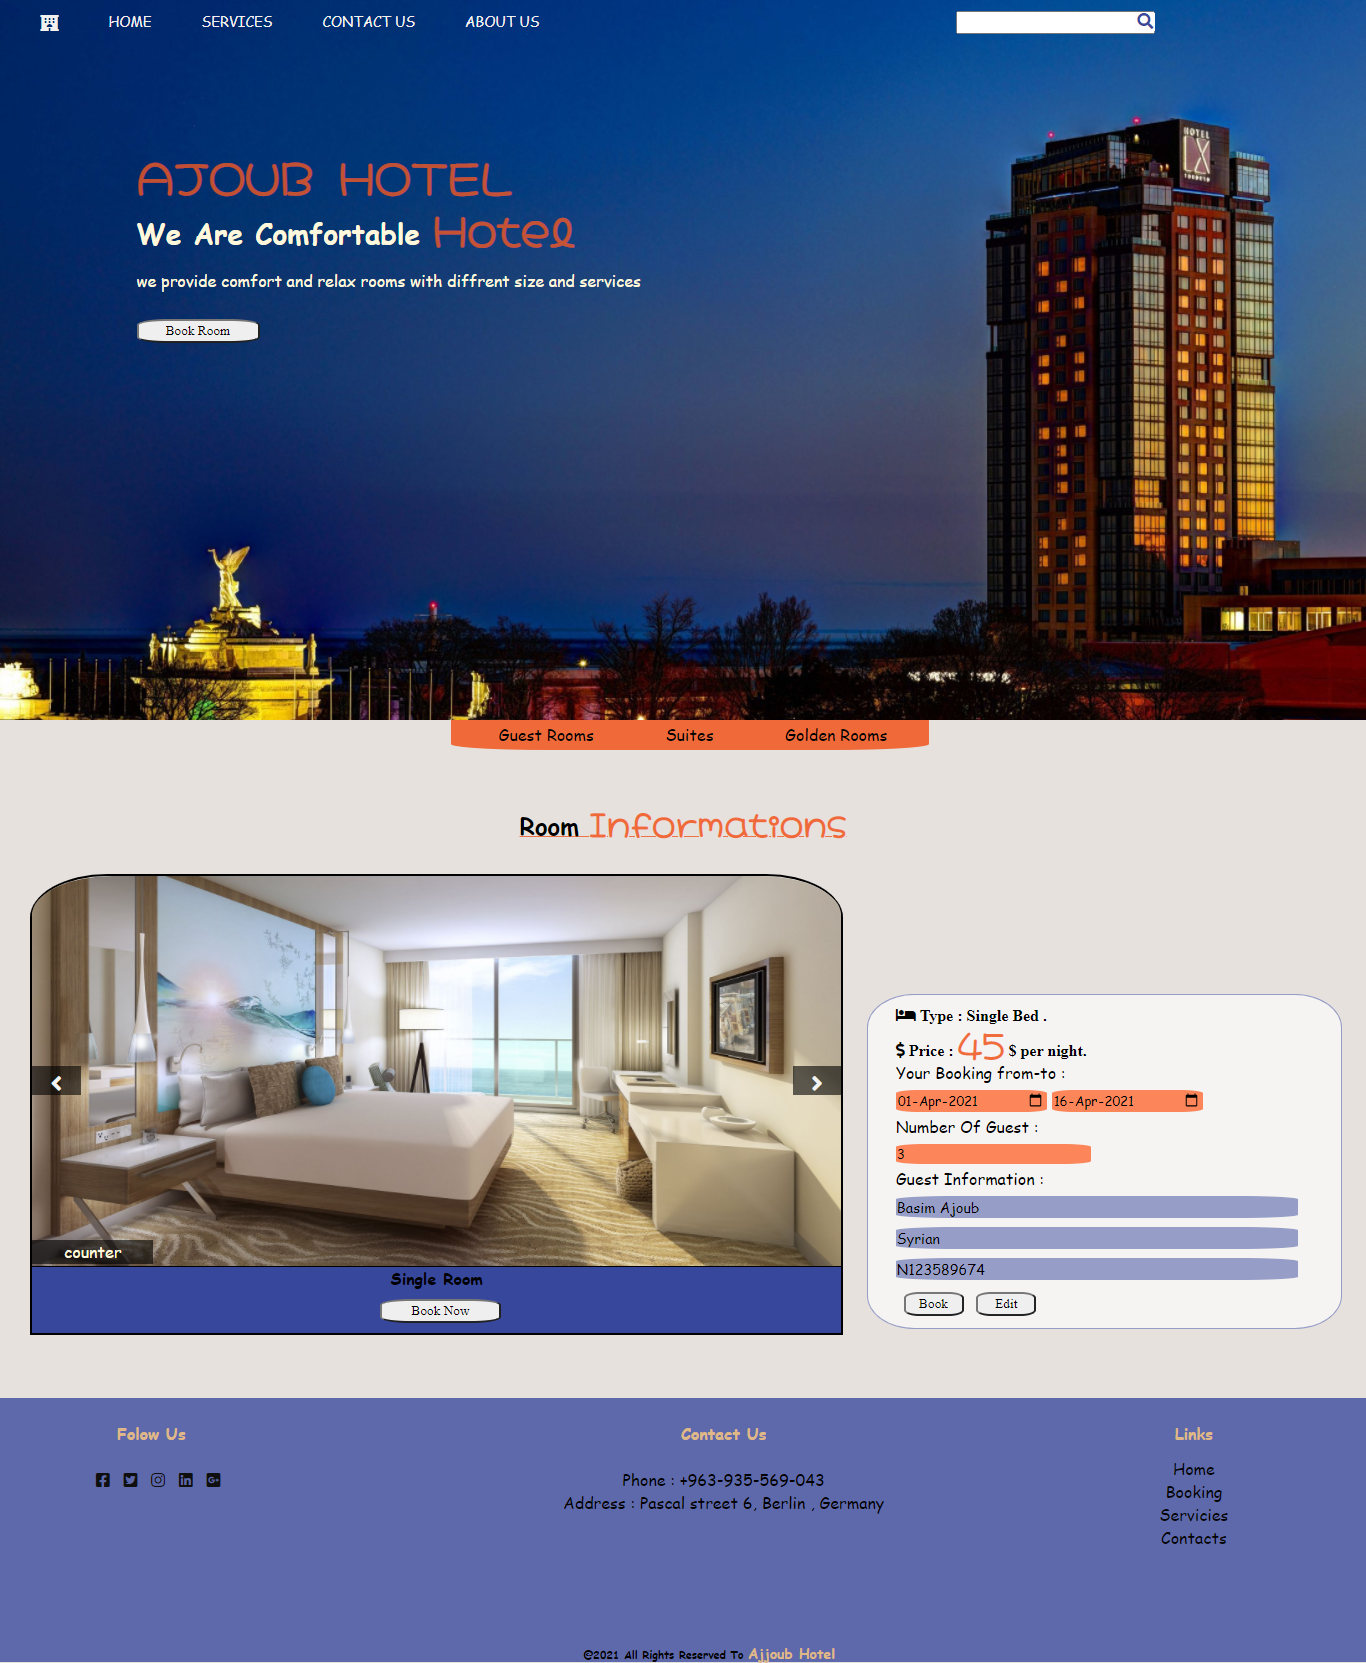 HOME SERVICES CONTACT US ABOUT US
HOTEL
LX
TORONTO
AJOUB HOTEL
We Are Comfortable Hotel
we provide comfort and relax rooms with diffrent size and services
Book Room
Guest Rooms Suites Golden Rooms
Room Informations
Type : Single Bed .
$ Price : 45 $ per night.
Your Booking from-to :
01-Apr-2021 16-Apr-2021
Number Of Guest :
3
Guest Information :
Basim Ajoub
Syrian
N123589674
Book Edit
counter
Single Room
Book Now
Folow Us
Contact Us
Phone : +963-935-569-043
Address : Pascal street 6, Berlin , Germany
Links
Home
Booking
Servicies
Contacts
©2021 All Rights Reserved To Ajjoub Hotel